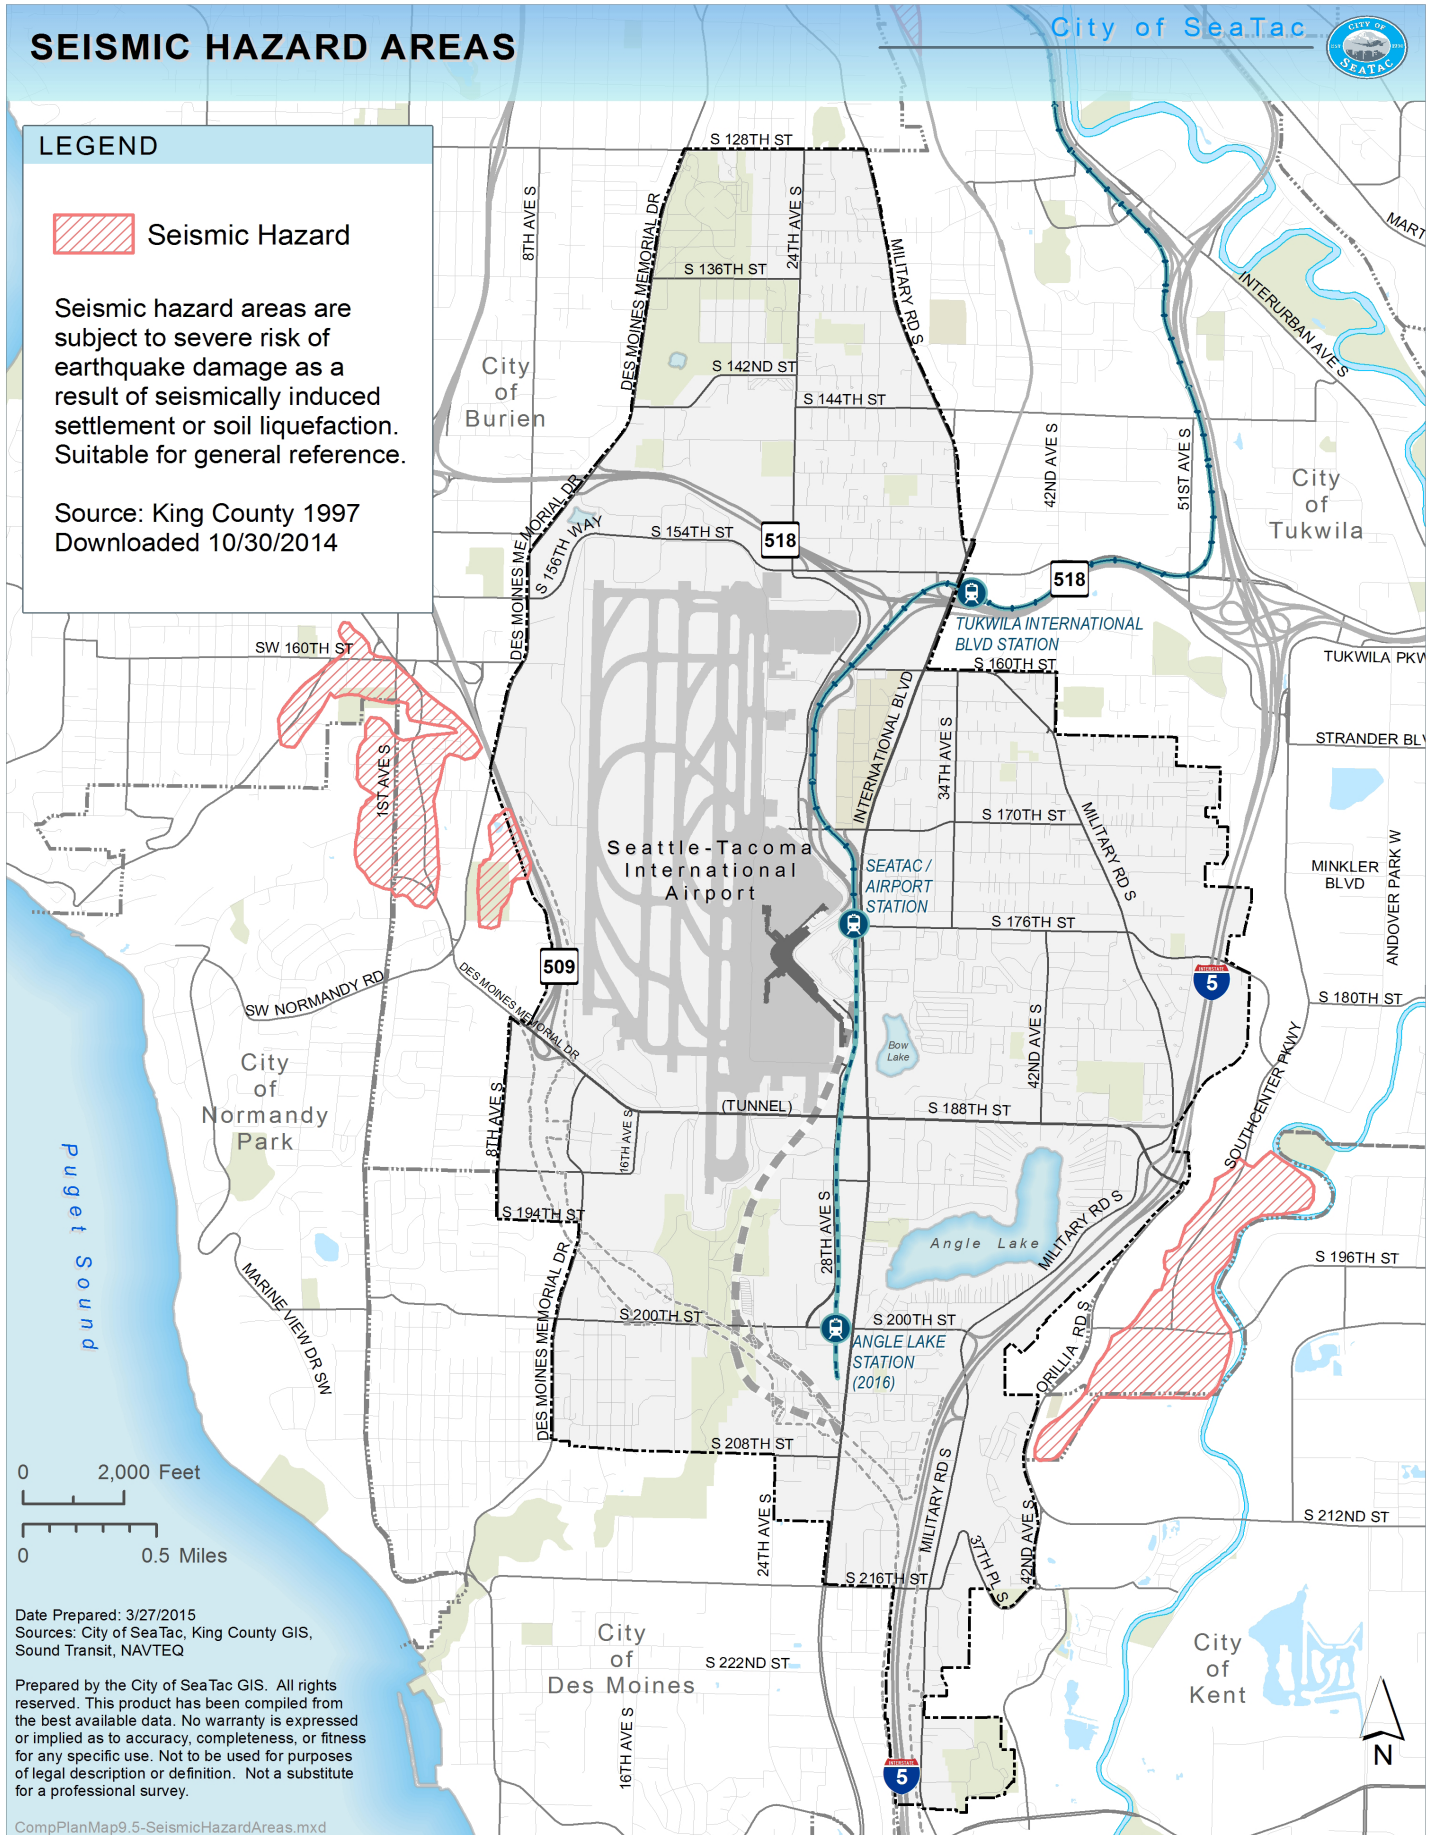 SEISMIC HAZARD AREAS
City of SeaTac
CITY OF
SEATAC
LEGEND
Seismic Hazard
Seismic hazard areas are
subject to severe risk of
earthquake damage as a
result of seismically induced
settlement or soil liquefaction.
Suitable for general reference.
Source: King County 1997
Downloaded 10/30/2014
S 128TH ST
8TH AVE S
DES MOINES MEMORIAL DR
24TH AVE S
MILITARY RD S
S 136TH ST
INTERURBAN AVE S
MART
City
of
Burien
S 142ND ST
S 144TH ST
42ND AVE S
51ST AVE S
City
of
Tukwila
DES MOINES MEMORIAL DR
S 156TH WAY
S 154TH ST
518
518
TUKWILA INTERNATIONAL
BLVD STATION
SW 160TH ST
S 160TH ST
TUKWILA PKW
STRANDER BLV
1ST AVE S
INTERNATIONAL BLVD
34TH AVE S
S 170TH ST
MILITARY RD S
Seattle-Tacoma
International
Airport
SEATAC /
AIRPORT
STATION
MINKLER
BLVD
ANDOVER PARK W
S 176TH ST
509
INTERSTATE
5
DES MOINES MEMORIAL DR
SW NORMANDY RD
S 180TH ST
Bow
Lake
42ND AVE S
SOUTHCENTER PKWY
City
of
Normandy
Park
8TH AVE S
16TH AVE S
(TUNNEL)
S 188TH ST
Puget Sound
S 194TH ST
28TH AVE S
Angle Lake
MILITARY RD S
S 196TH ST
MARINE VIEW DR SW
DES MOINES MEMORIAL DR
S 200TH ST
S 200TH ST
ANGLE LAKE
STATION
(2016)
ORILLIA RD S
S 208TH ST
0 2,000 Feet
0 0.5 Miles
24TH AVE S
MILITARY RD S
37TH PL S
42ND AVE S
S 212ND ST
S 216TH ST
City
of
Des Moines
S 222ND ST
16TH AVE S
City
of
Kent
INTERSTATE
5
N
Date Prepared: 3/27/2015
Sources: City of SeaTac, King County GIS,
Sound Transit, NAVTEQ
Prepared by the City of SeaTac GIS. All rights
reserved. This product has been compiled from
the best available data. No warranty is expressed
or implied as to accuracy, completeness, or fitness
for any specific use. Not to be used for purposes
of legal description or definition. Not a substitute
for a professional survey.
CompPlanMap9.5-SeismicHazardAreas.mxd